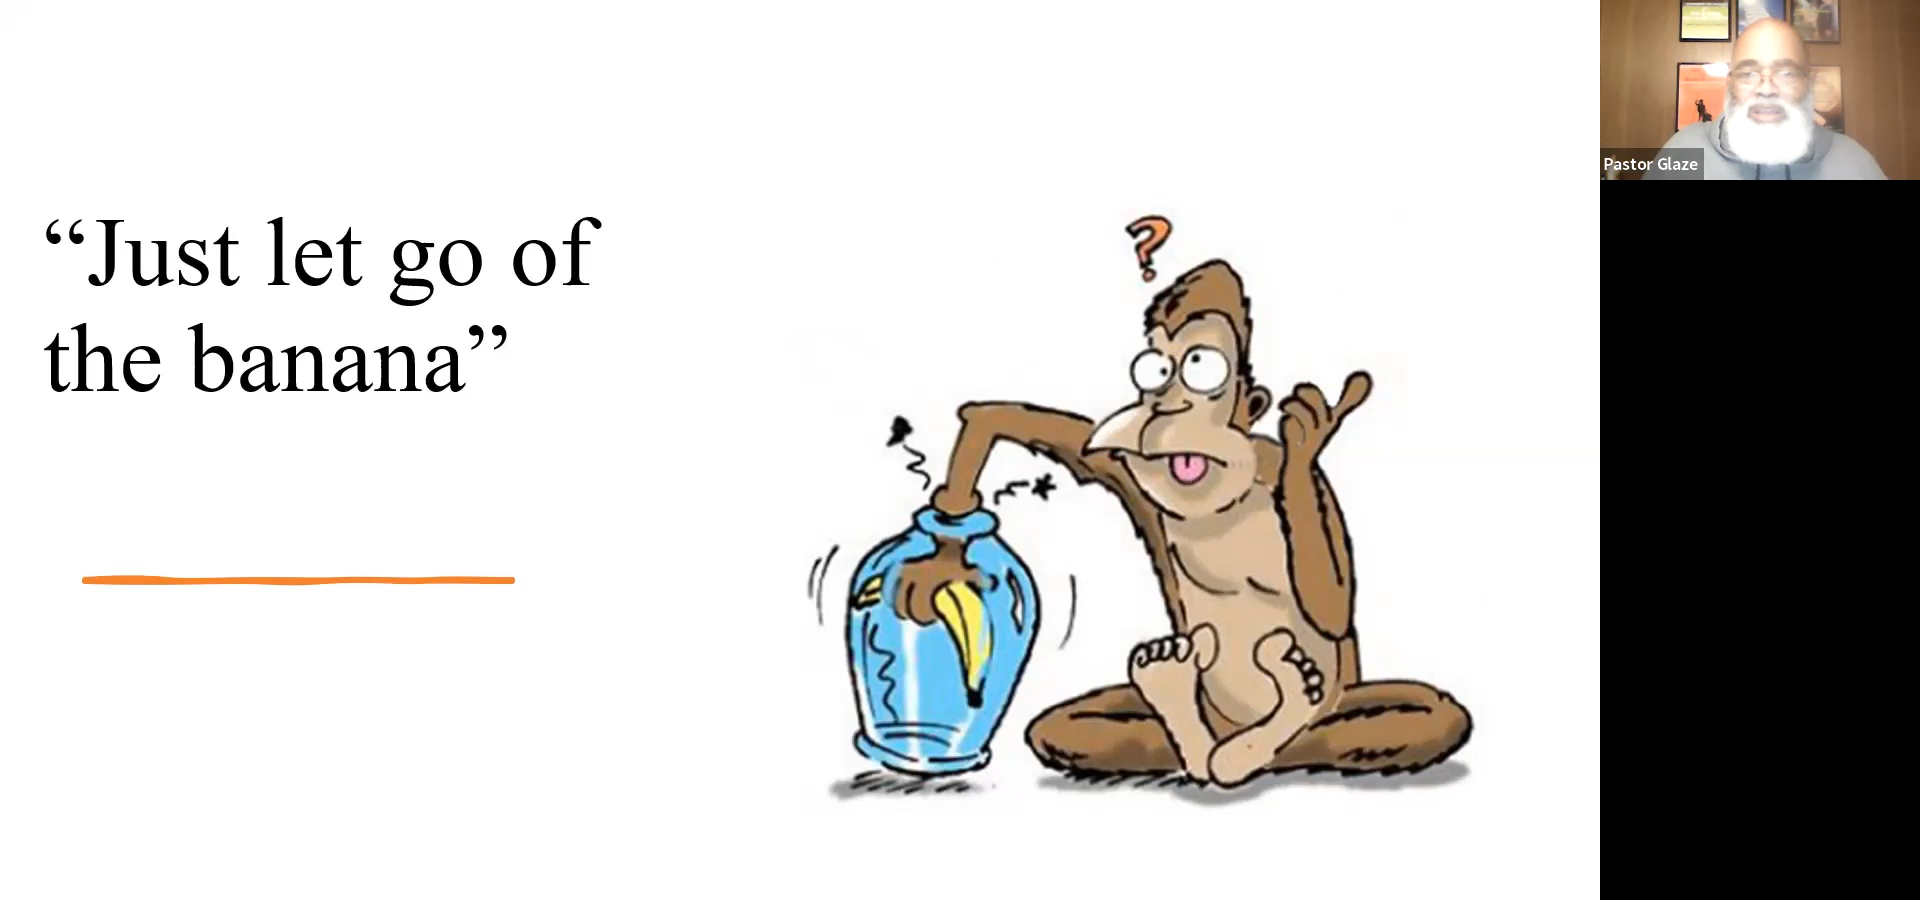 “Just let go of
the banana”
?
Pastor Glaze